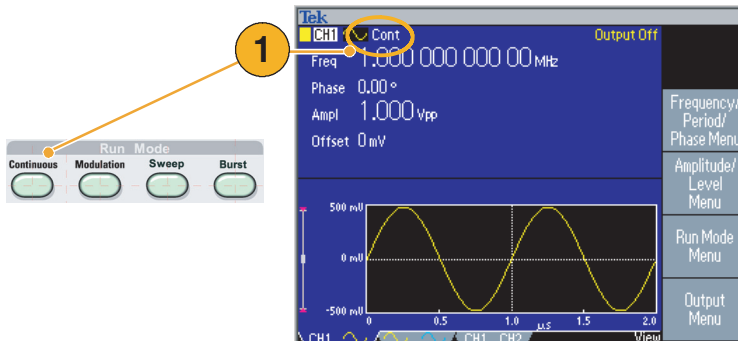 1
Run Mode
Continuous Modulation Sweep Burst
Tek
CH1 Cont Output Off
Freq 1.000 000 000 00 MHz
Phase 0.00 °
Ampl 1.000 Vpp
Offset 0 mV
Frequency/
Period/
Phase Menu
Amplitude/
Level
Menu
Run Mode
Menu
Output
Menu
500 mV
0 mV
-500 mV
0 0.5 1.0 1.5 2.0
µs
CH1 CH1 CH2 View